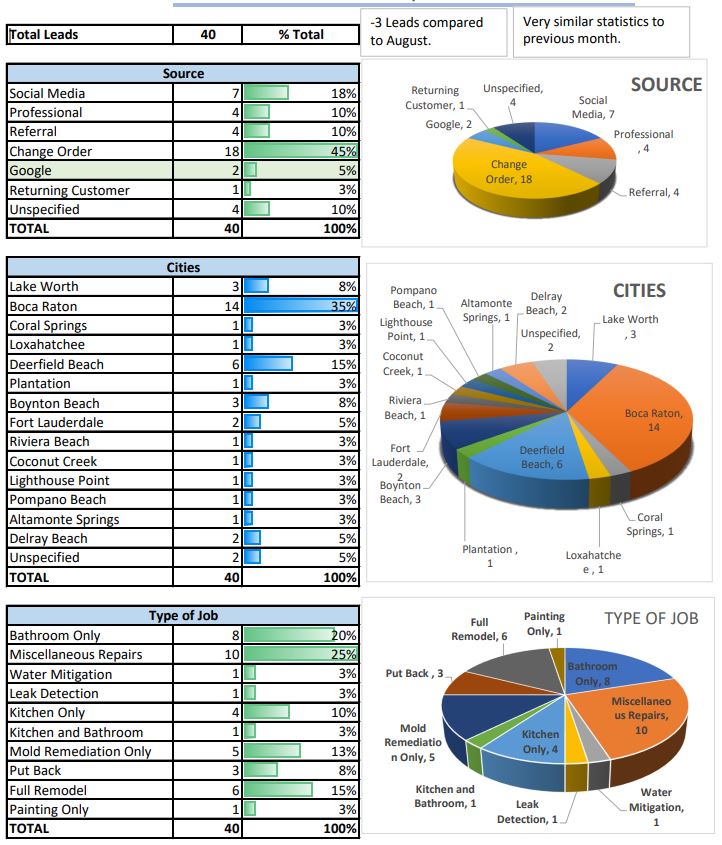 Total Leads 40 % Total
-3 Leads compared
to August.
Very similar statistics to
previous month.
Source
Social Media 7 18%
Professional 4 10%
Referral 4 10%
Change Order 18 45%
Google 2 5%
Returning Customer 1 3%
Unspecified 4 10%
TOTAL 40 100%
SOURCE
Returning
Customer, 1
Unspecified,
4
Social
Media, 7
Google, 2
Professional
, 4
Change
Order, 18
Referral, 4
Cities
Lake Worth 3 8%
Boca Raton 14 35%
Coral Springs 1 3%
Loxahatchee 1 3%
Deerfield Beach 6 15%
Plantation 1 3%
Boynton Beach 3 8%
Fort Lauderdale 2 5%
Riviera Beach 1 3%
Coconut Creek 1 3%
Lighthouse Point 1 3%
Pompano Beach 1 3%
Altamonte Springs 1 3%
Delray Beach 2 5%
Unspecified 2 5%
TOTAL 40 100%
CITIES
Pompano
Beach, 1
Altamonte
Springs, 1
Delray
Beach, 2
Unspecified,
2
Lake Worth
, 3
Lighthouse
Point, 1
Coconut
Creek, 1
Riviera
Beach, 1
Boca Raton,
14
Fort
Lauderdale,
2
Deerfield
Beach, 6
Boynton
Beach, 3
Coral
Springs, 1
Plantation ,
1
Loxahatche
e , 1
Type of Job
Bathroom Only 8 20%
Miscellaneous Repairs 10 25%
Water Mitigation 1 3%
Leak Detection 1 3%
Kitchen Only 4 10%
Kitchen and Bathroom 1 3%
Mold Remediation Only 5 13%
Put Back 3 8%
Full Remodel 6 15%
Painting Only 1 3%
TOTAL 40 100%
TYPE OF JOB
Full
Remodel, 6
Painting
Only, 1
Put Back , 3
Bathroom
Only, 8
Miscellaneo
us Repairs,
10
Mold
Remediatio
n Only, 5
Kitchen
Only, 4
Kitchen and
Bathroom, 1
Leak
Detection, 1
Water
Mitigation,
1